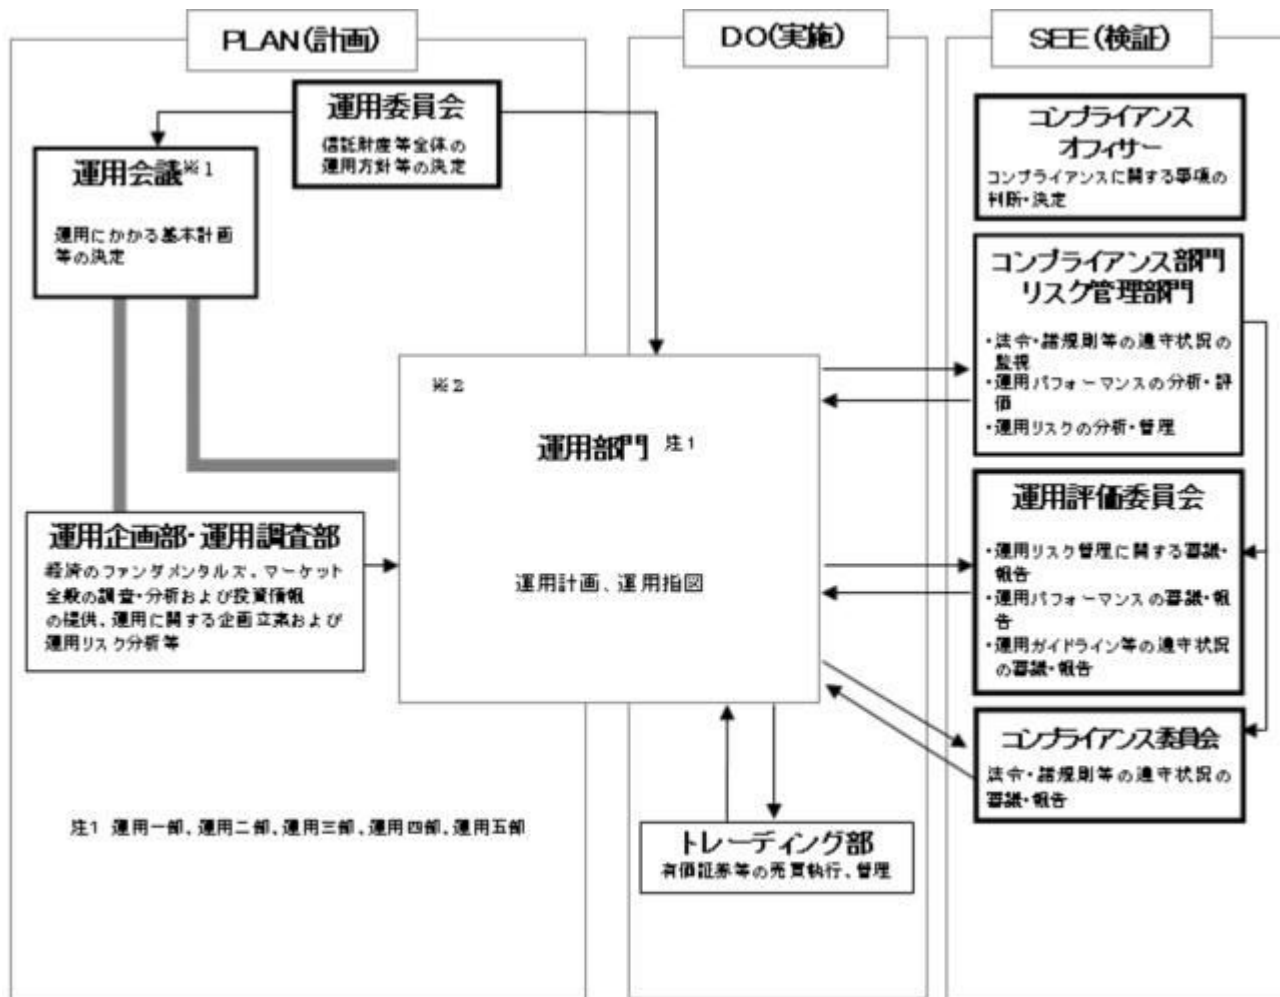 PLAN(計画)
運用委員会
信託財産等全体の
運用方針等の決定
運用会議※1
運用にかかる基本計画
等の決定
運用企画部・運用調査部
経済のファンダメンタルズ、マーケット
全般の調査・分析および投資情報
の提供、運用に関する企画立案および
運用リスク分析等
注1 運用一部、運用二部、運用三部、運用四部、運用五部
DO(実施)
※2
運用部門 注1
運用計画、運用指図
トレーディング部
有価証券等の売買執行、管理
SEE(検証)
コンプライアンス
オフィサー
コンプライアンスに関する事項の
判断・決定
コンプライアンス部門
リスク管理部門
・法令・諸規則等の遵守状況の
監視
・運用パフォーマンスの分析・評
価
・運用リスクの分析・管理
運用評価委員会
・運用リスク管理に関する審議・
報告
・運用パフォーマンスの審議・報
告
・運用ガイドライン等の遵守状況
の審議・報告
コンプライアンス委員会
法令・諸規則等の遵守状況の
審議・報告